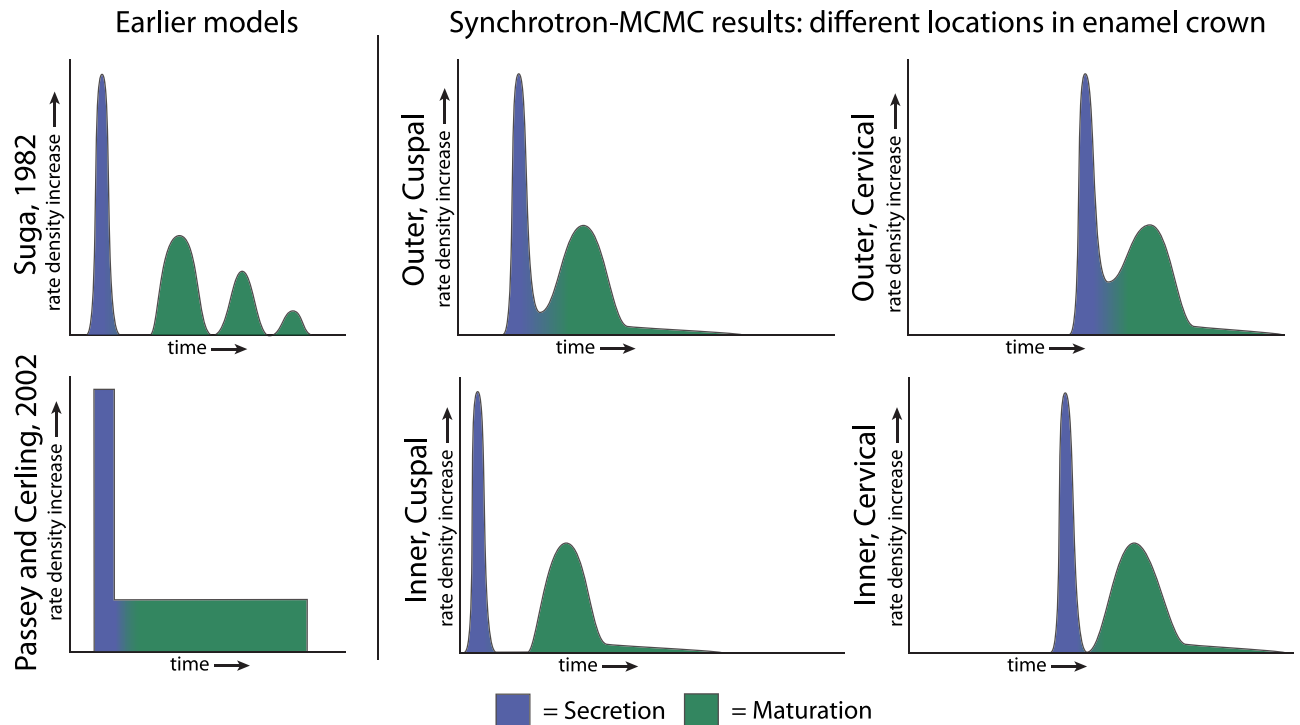 Earlier models
Synchrotron-MCMC results: different locations in enamel crown
Suga, 1982
rate density increase
time
Outer, Cuspal
rate density increase
time
Outer, Cervical
rate density increase
time
Passey and Cerling, 2002
rate density increase
time
Inner, Cuspal
rate density increase
time
Inner, Cervical
rate density increase
time
= Secretion
= Maturation